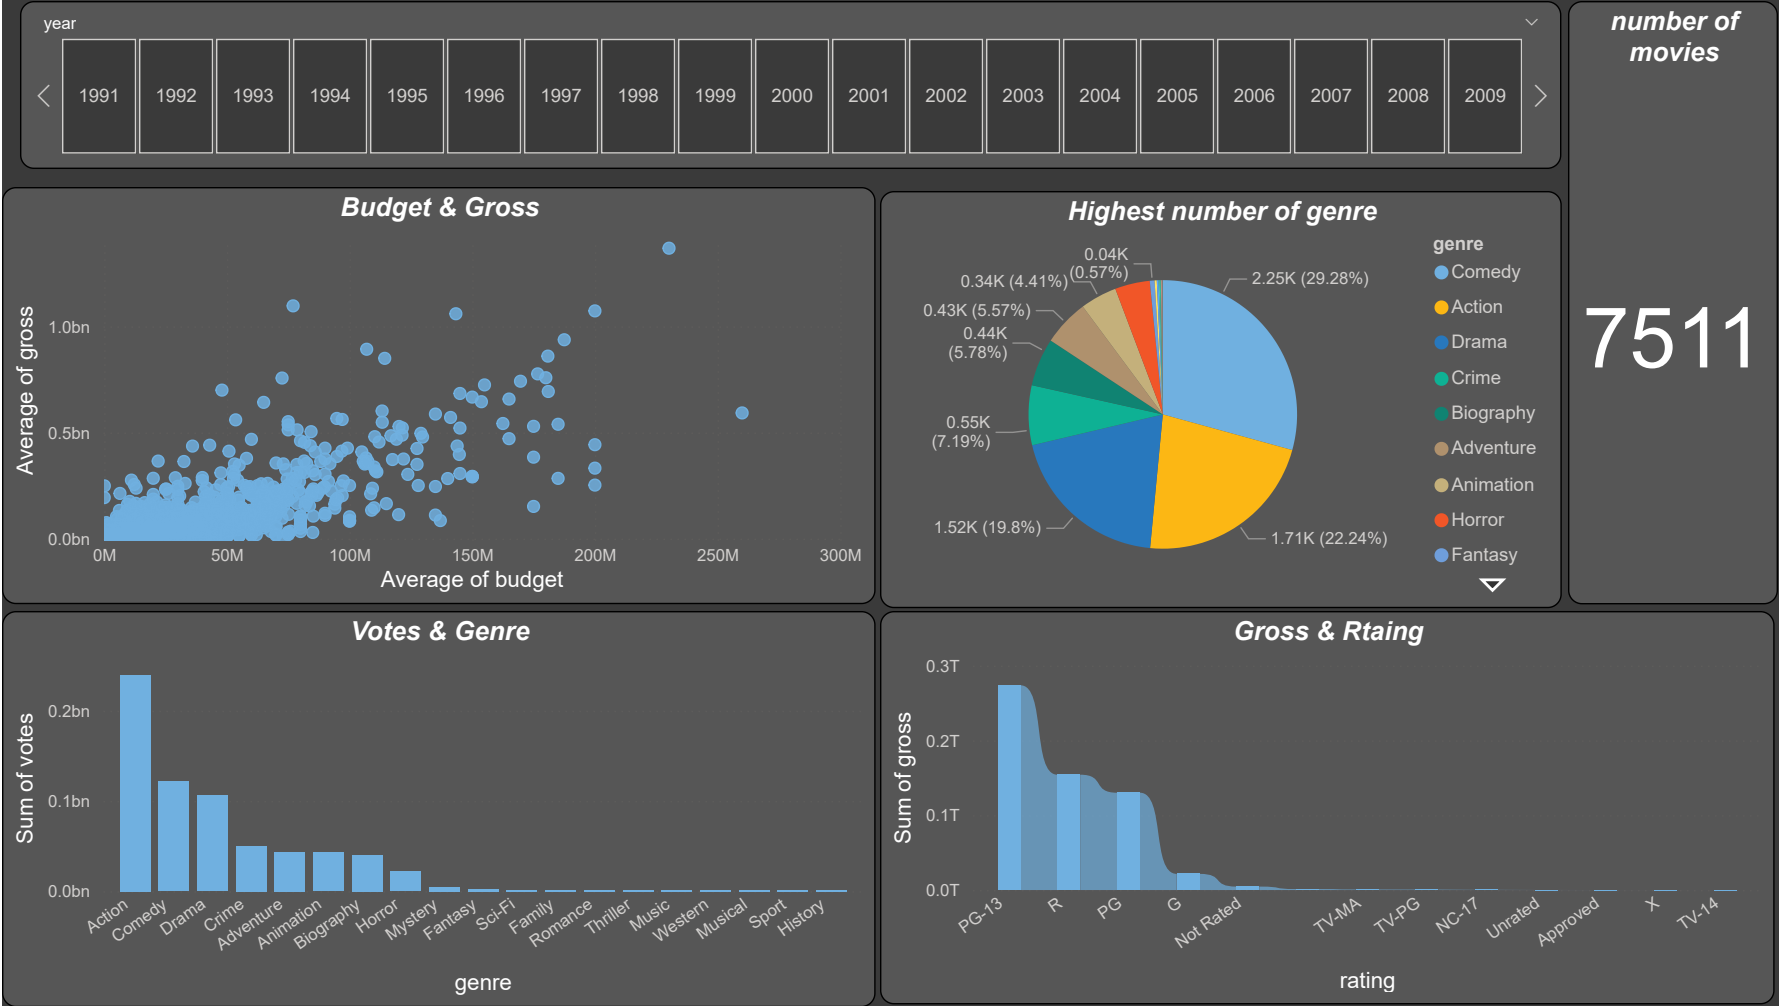 year
1991 1992 1993 1994 1995 1996 1997 1998 1999 2000 2001 2002 2003 2004 2005 2006 2007 2008 2009
number of
movies
7511
Budget & Gross
Average of gross
1.0bn
0.5bn
0.0bn
0M 50M 100M 150M 200M 250M 300M
Average of budget
Highest number of genre
0.04K
(0.57%)
0.34K (4.41%)
0.43K (5.57%)
0.44K
(5.78%)
0.55K
(7.19%)
1.52K (19.8%)
2.25K (29.28%)
1.71K (22.24%)
genre
Comedy
Action
Drama
Crime
Biography
Adventure
Animation
Horror
Fantasy
Votes & Genre
Sum of votes
0.2bn
0.1bn
0.0bn
Action Comedy Drama Crime Adventure Animation Biography Horror Mystery Fantasy Sci-Fi Family Romance Thriller Music Western Musical Sport History
genre
Gross & Rtaing
Sum of gross
0.3T
0.2T
0.1T
0.0T
PG-13 R PG G Not Rated TV-MA TV-PG NC-17 Unrated Approved X TV-14
rating